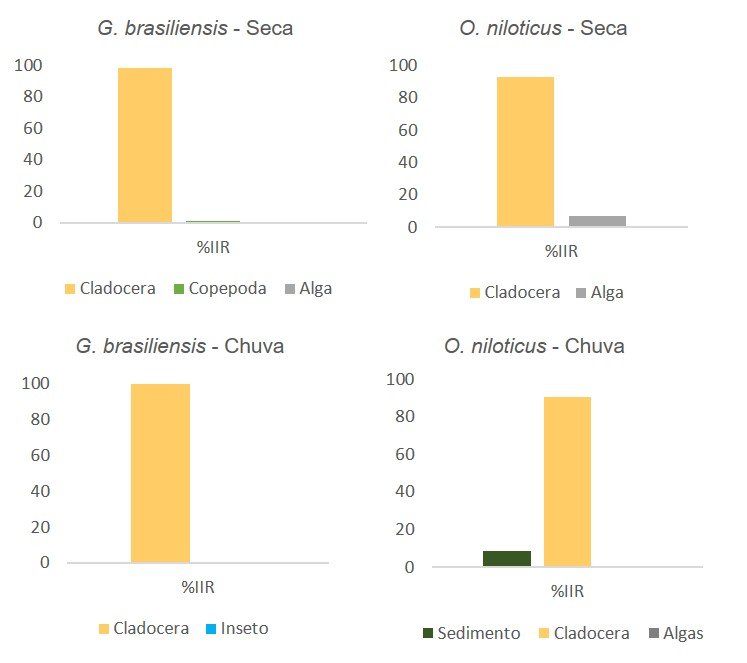 G. brasiliensis - Seca
100
80
60
40
20
0
%IIR
Cladocera Copepoda Alga
O. niloticus - Seca
100
80
60
40
20
0
%IIR
Cladocera Alga
G. brasiliensis - Chuva
100
80
60
40
20
0
%IIR
Cladocera Inseto
O. niloticus - Chuva
100
80
60
40
20
0
%IIR
Sedimento Cladocera Algas